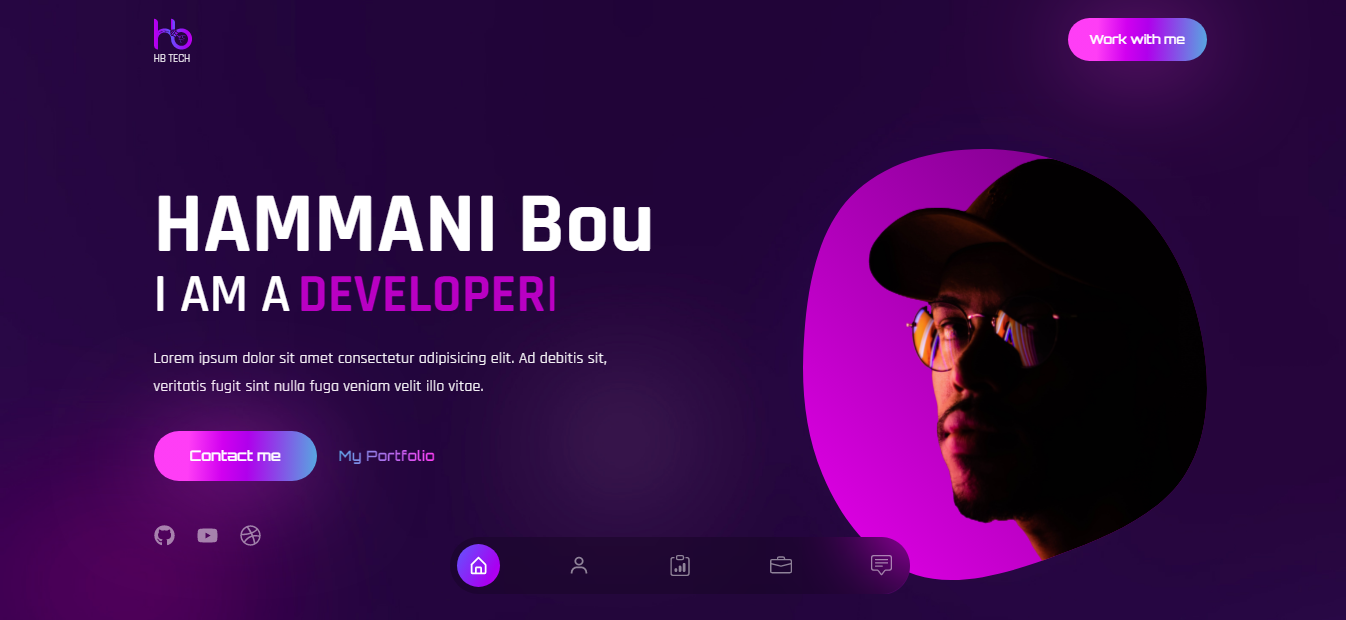 hb
HB TECH
Work with me
HAMMANI Bou
I AM A DEVELOPER|
Lorem ipsum dolor sit amet consectetur adipisicing elit. Ad debitis sit,
veritatis fugit sint nulla fuga veniam velit illo vitae.
Contact me
My Portfolio